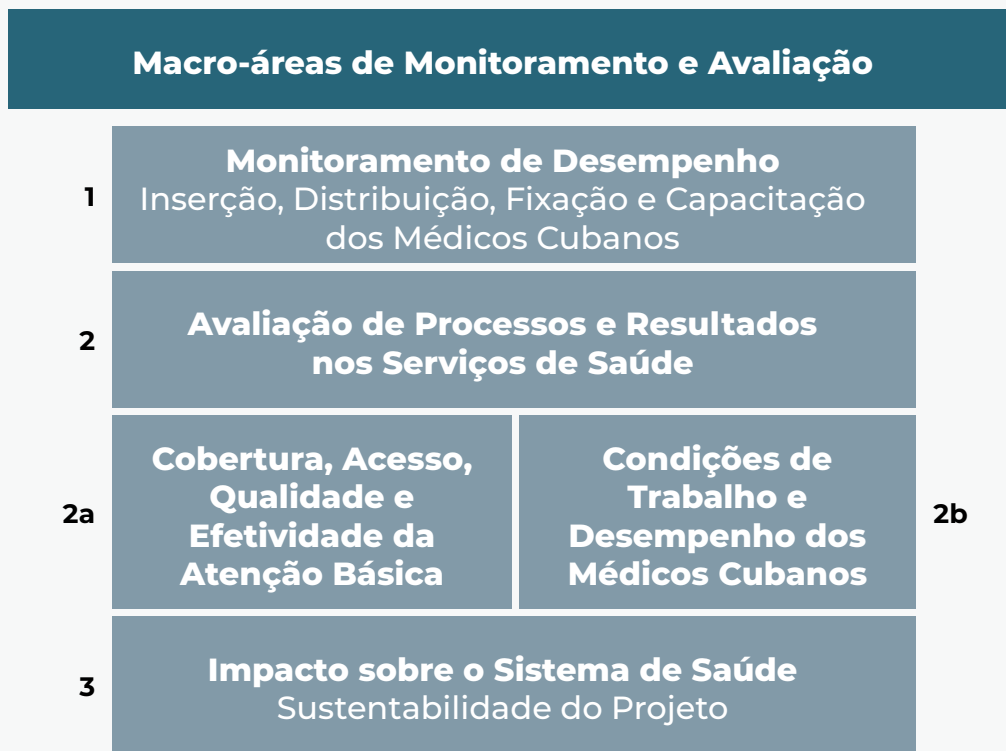 Macro-áreas de Monitoramento e Avaliação
1
Monitoramento de Desempenho
Inserção, Distribuição, Fixação e Capacitação
dos Médicos Cubanos
2
Avaliação de Processos e Resultados
nos Serviços de Saúde
2a
Cobertura, Acesso,
Qualidade e
Efetividade da
Atenção Básica
Condições de
Trabalho e
Desempenho dos
Médicos Cubanos
2b
3
Impacto sobre o Sistema de Saúde
Sustentabilidade do Projeto